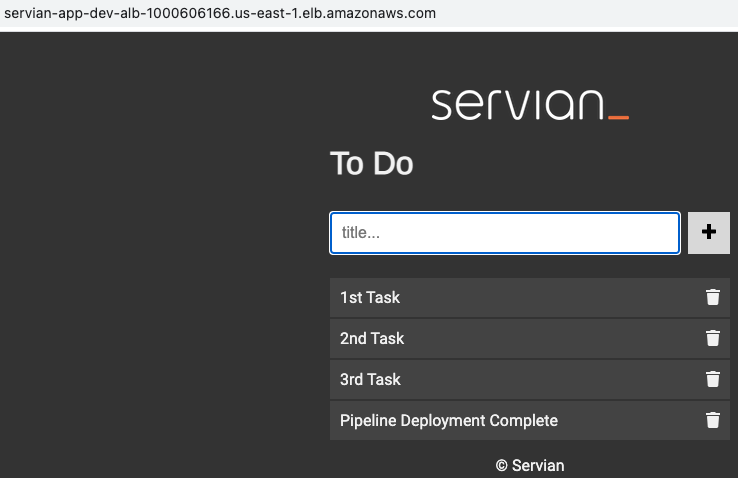 servian-app-dev-alb-1000606166.us-east-1.elb.amazonaws.com
servian_
To Do
title...
1st Task
2nd Task
3rd Task
Pipeline Deployment Complete
© Servian